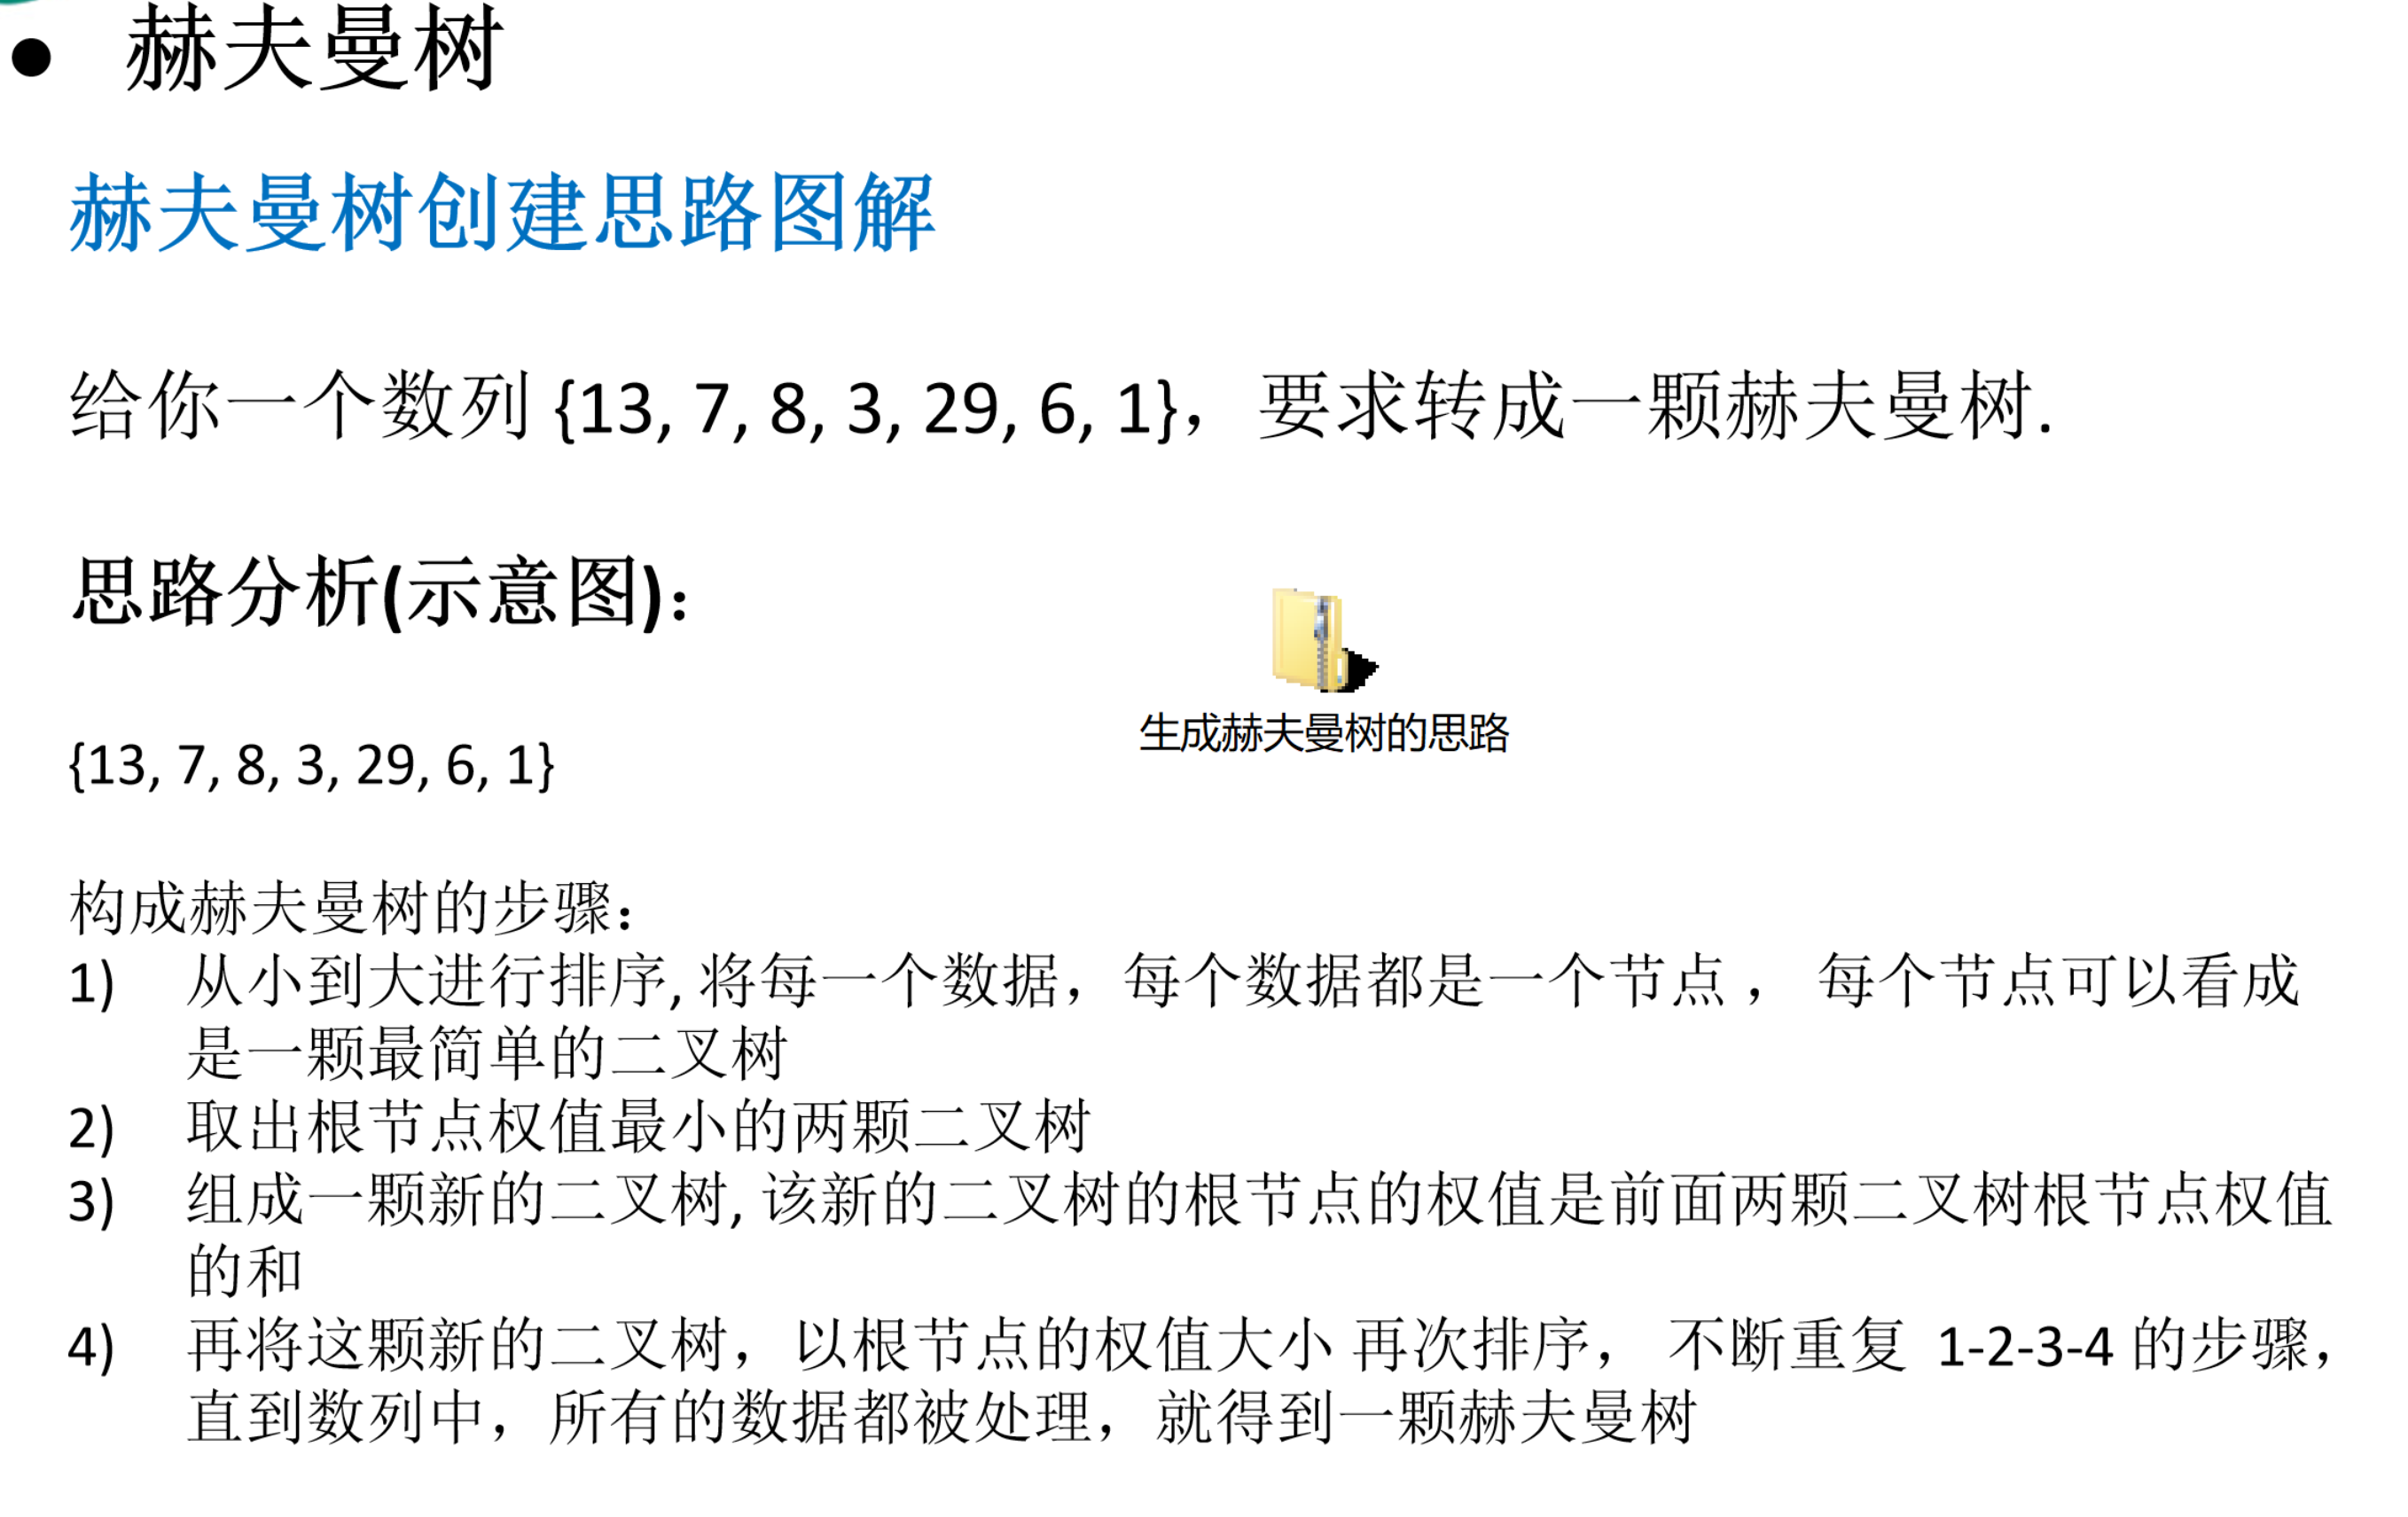 ● 赫夫曼树
赫夫曼树创建思路图解
给你一个数列 {13, 7, 8, 3, 29, 6, 1}， 要求转成一颗赫夫曼树.
思路分析(示意图)：
生成赫夫曼树的思路
{13, 7, 8, 3, 29, 6, 1}
构成赫夫曼树的步骤：
1) 从小到大进行排序, 将每一个数据，每个数据都是一个节点 ， 每个节点可以看成
是一颗最简单的二叉树
2) 取出根节点权值最小的两颗二叉树
3) 组成一颗新的二叉树, 该新的二叉树的根节点的权值是前面两颗二叉树根节点权值
的和
4) 再将这颗新的二叉树，以根节点的权值大小 再次排序， 不断重复 1-2-3-4 的步骤，
直到数列中，所有的数据都被处理，就得到一颗赫夫曼树